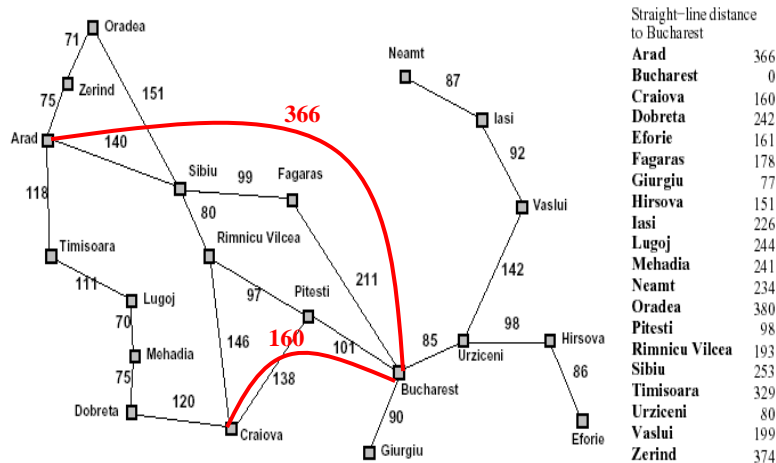 Oradea
71
Zerind
75
151
Arad
140
366
118
Sibiu
99
Fagaras
80
Timisoara
Rimnicu Vilcea
111
Lugoj
97
Pitesti
211
70
146
160
101
Mehadia
138
75
Dobreta
120
Craiova
Bucharest
90
Giurgiu
Neamt
87
Iasi
92
Vaslui
142
85
98
Hirsova
Urziceni
86
Eforie
Straight-line distance
to Bucharest
Arad 366
Bucharest 0
Craiova 160
Dobreta 242
Eforie 161
Fagaras 178
Giurgiu 77
Hirsova 151
Iasi 226
Lugoj 244
Mehadia 241
Neamt 234
Oradea 380
Pitesti 98
Rimnicu Vilcea 193
Sibiu 253
Timisoara 329
Urziceni 80
Vaslui 199
Zerind 374